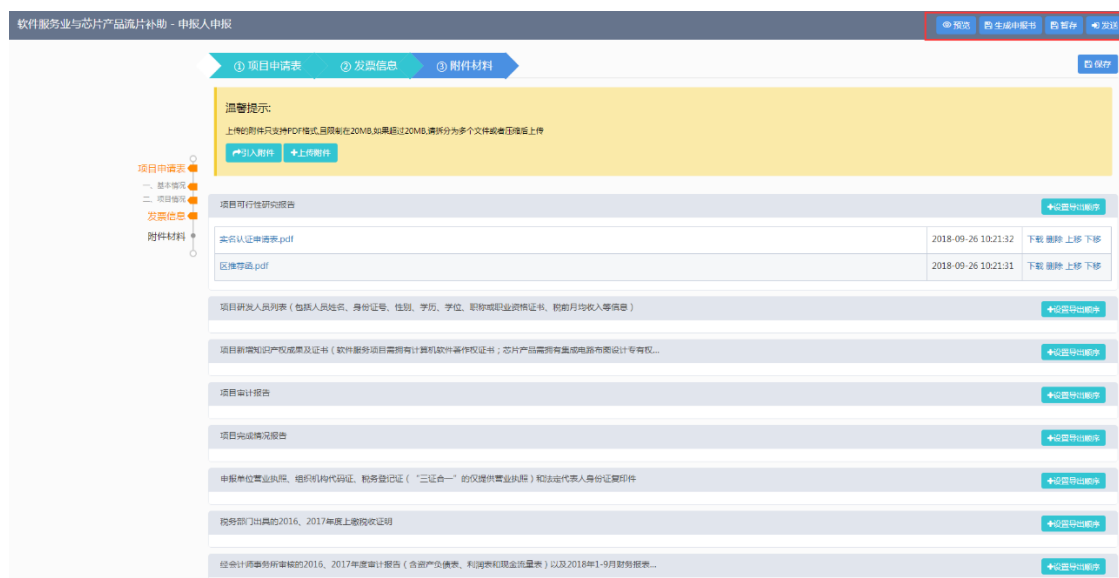 软件服务业与芯片产品流片补助 - 申报人申报
预览 生成申报书 暂存 发送
① 项目申请表 ② 发票信息 ③ 附件材料 保存
温馨提示:
上传的附件只支持PDF格式,且限制在20MB,如果超过20MB,请拆分为多个文件或者压缩后上传
引入附件 上传附件
项目申请表
一、基本情况
二、项目情况
发票信息
附件材料
项目可行性研究报告 设置导出顺序
实名认证申请表.pdf 2018-09-26 10:21:32 下载 删除 上移 下移
区推荐函.pdf 2018-09-26 10:21:31 下载 删除 上移 下移
项目研发人员列表（包括人员姓名、身份证号、性别、学历、学位、职称或职业资格证书、税前月均收入等信息） 设置导出顺序
项目新增知识产权成果及证书（软件服务项目需拥有计算机软件著作权证书；芯片产品需拥有集成电路布图设计专有权... 设置导出顺序
项目审计报告 设置导出顺序
项目完成情况报告 设置导出顺序
申报单位营业执照、组织机构代码证、税务登记证（“三证合一”的仅提供营业执照）和法定代表人身份证复印件 设置导出顺序
税务部门出具的2016、2017年度上缴税收证明 设置导出顺序
经会计师事务所审核的2016、2017年度审计报告（含资产负债表、利润表和现金流量表）以及2018年1-9月财务报表... 设置导出顺序